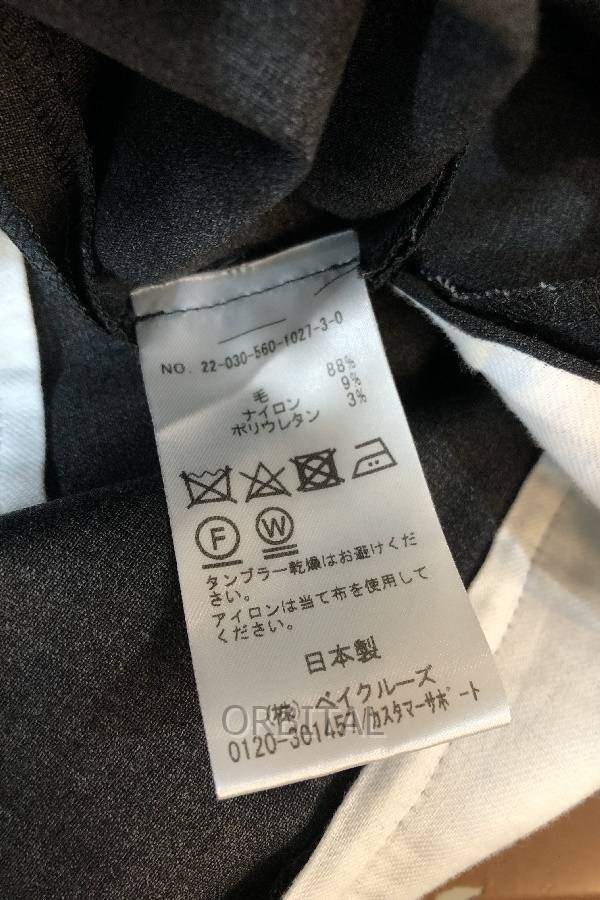 NO. 22-030-560-1027-3-0
毛 88%
ナイロン 9%
ポリウレタン 3%
F W
タンブラー乾燥はお避けくだ
さい。
アイロンは当て布を使用して
ください。
日本製
(株) ベイクルーズ
ORBITAL
0120-301457/カスタマーサポート